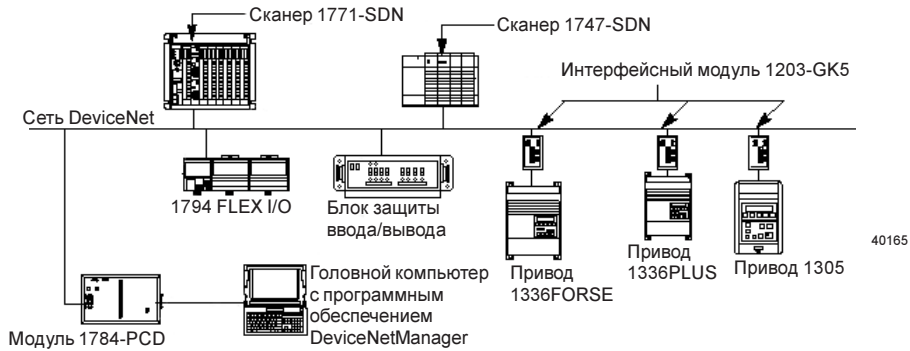 Сканер 1771-SDN
Сканер 1747-SDN
Интерфейсный модуль 1203-GK5
Сеть DeviceNet
1794 FLEX I/O
Блок защиты
ввода/вывода
Привод
1336FORSE
Привод
1336PLUS
Привод 1305
40165
Модуль 1784-PCD
Головной компьютер
с программным
обеспечением
DeviceNetManager